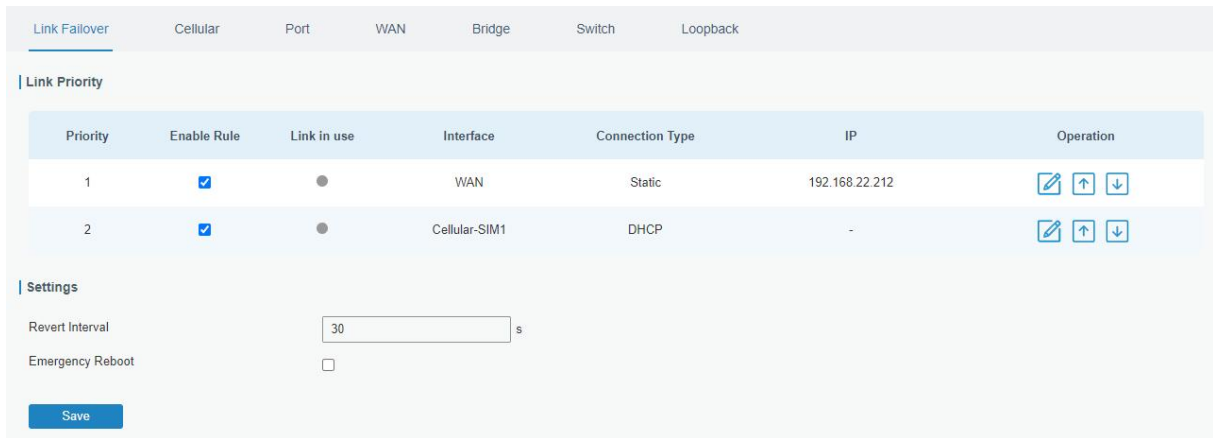 Link Failover Cellular Port WAN Bridge Switch Loopback
Link Priority
Priority Enable Rule Link in use Interface Connection Type IP Operation
1 WAN Static 192.168.22.212
2 Cellular-SIM1 DHCP -
Settings
Revert Interval 30 s
Emergency Reboot
Save